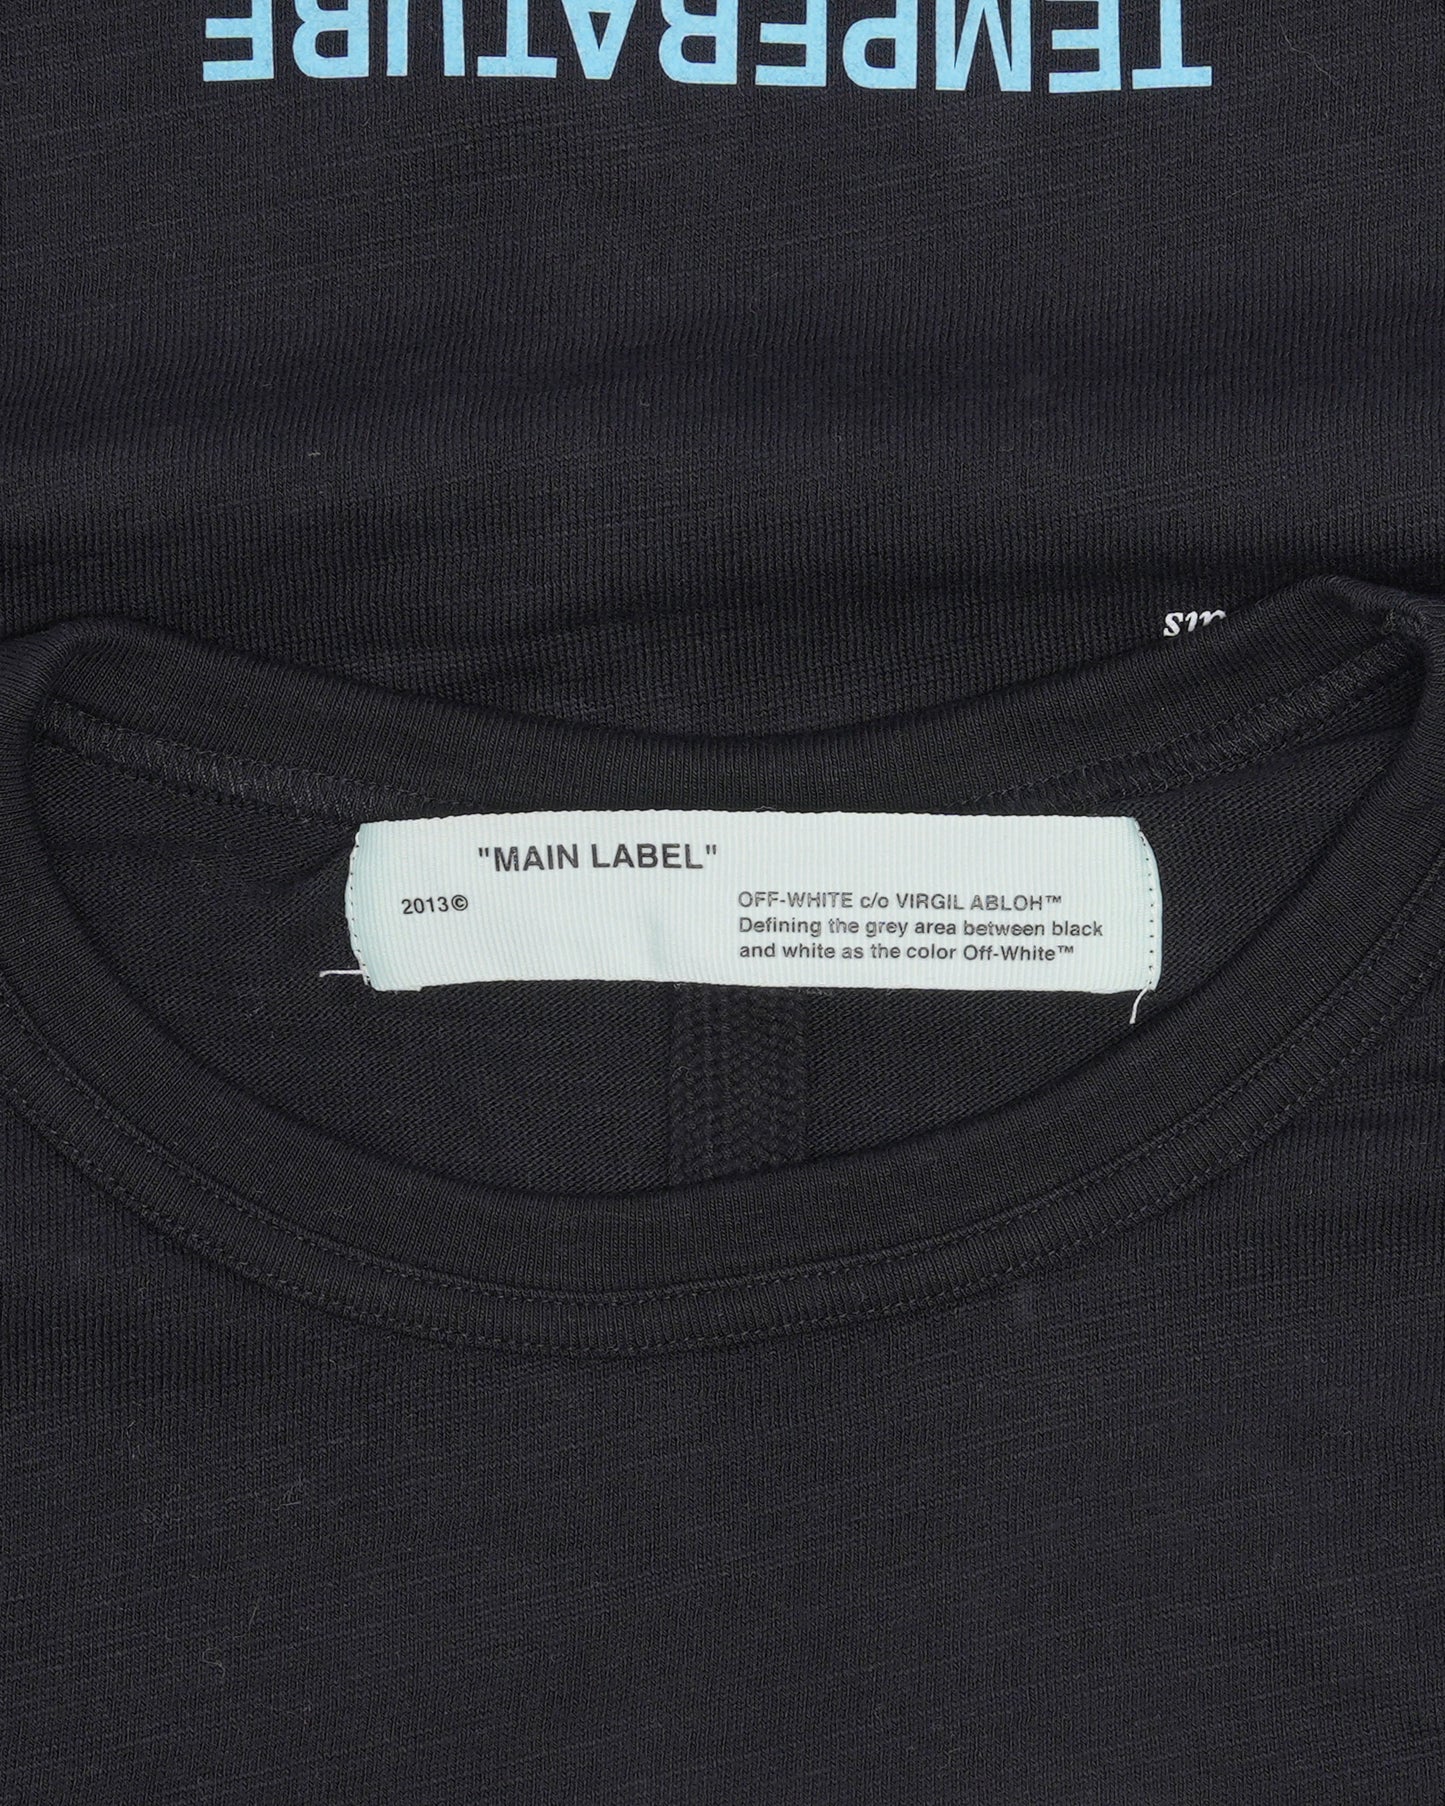 TEMPERATURE
"MAIN LABEL"
2013©
OFF-WHITE c/o VIRGIL ABLOH™
Defining the grey area between black
and white as the color Off-White™